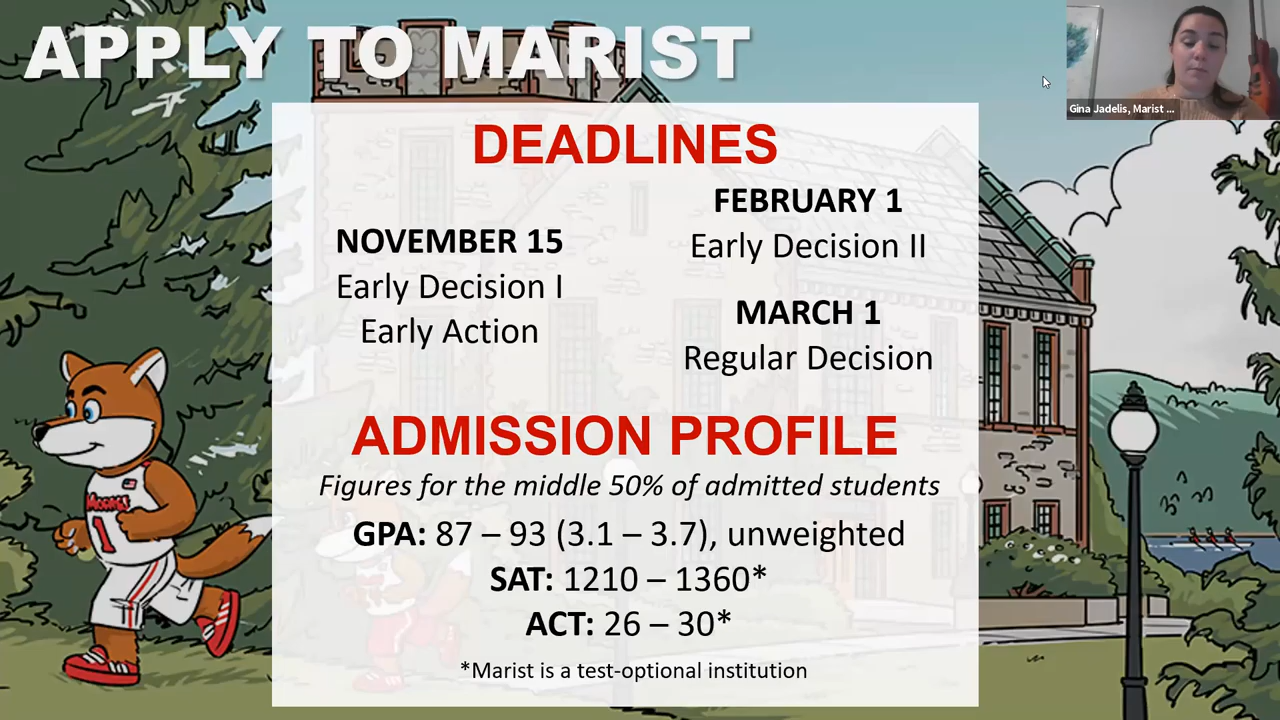 APPLY TO MARIST
Gina Jadelis, Marist ...
DEADLINES
NOVEMBER 15
Early Decision I
Early Action
FEBRUARY 1
Early Decision II
MARCH 1
Regular Decision
ADMISSION PROFILE
Figures for the middle 50% of admitted students
GPA: 87 – 93 (3.1 – 3.7), unweighted
SAT: 1210 – 1360*
ACT: 26 – 30*
*Marist is a test-optional institution
1